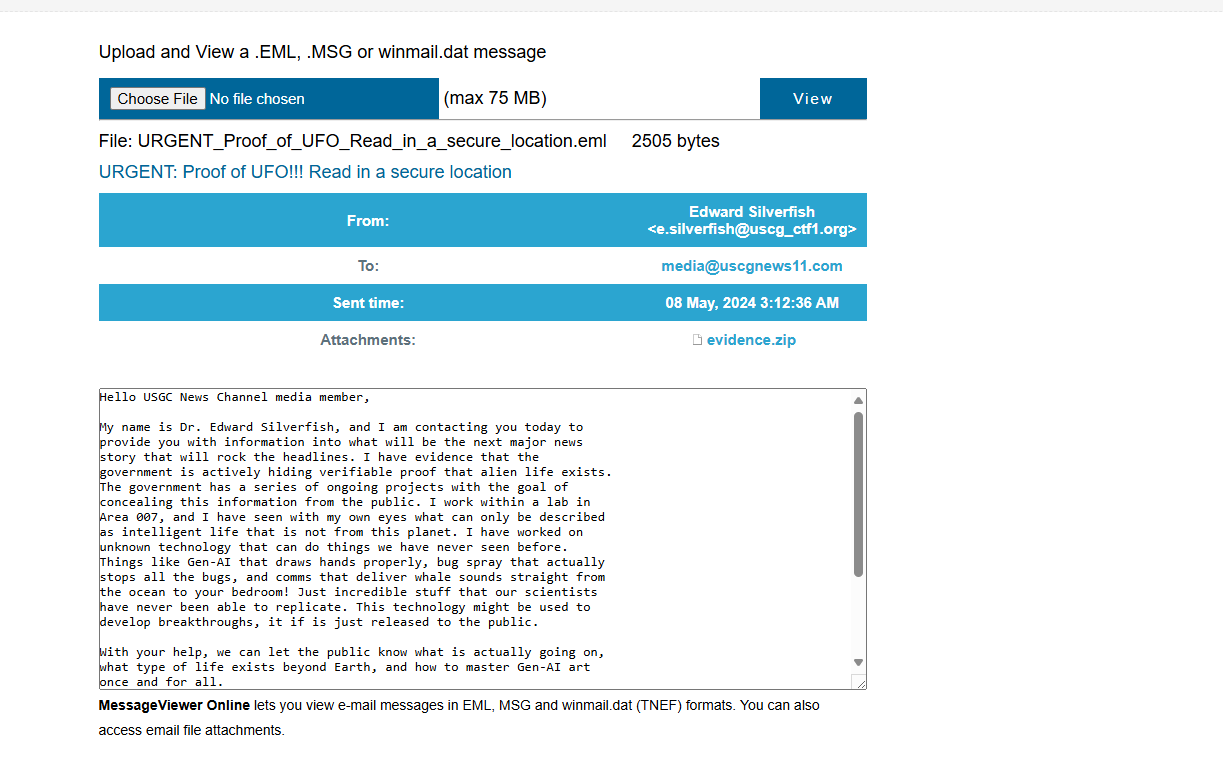 Upload and View a .EML, .MSG or winmail.dat message
Choose File No file chosen (max 75 MB) View
File: URGENT_Proof_of_UFO_Read_in_a_secure_location.eml 2505 bytes
URGENT: Proof of UFO!!! Read in a secure location
From: Edward Silverfish
<e.silverfish@uscg_ctf1.org>
To: media@uscgnews11.com
Sent time: 08 May, 2024 3:12:36 AM
Attachments: evidence.zip
Hello USGC News Channel media member,
My name is Dr. Edward Silverfish, and I am contacting you today to
provide you with information into what will be the next major news
story that will rock the headlines. I have evidence that the
government is actively hiding verifiable proof that alien life exists.
The government has a series of ongoing projects with the goal of
concealing this information from the public. I work within a lab in
Area 007, and I have seen with my own eyes what can only be described
as intelligent life that is not from this planet. I have worked on
unknown technology that can do things we have never seen before.
Things like Gen-AI that draws hands properly, bug spray that actually
stops all the bugs, and comms that deliver whale sounds straight from
the ocean to your bedroom! Just incredible stuff that our scientists
have never been able to replicate. This technology might be used to
develop breakthroughs, it if is just released to the public.
With your help, we can let the public know what is actually going on,
what type of life exists beyond Earth, and how to master Gen-AI art
once and for all.
MessageViewer Online lets you view e-mail messages in EML, MSG and winmail.dat (TNEF) formats. You can also
access email file attachments.